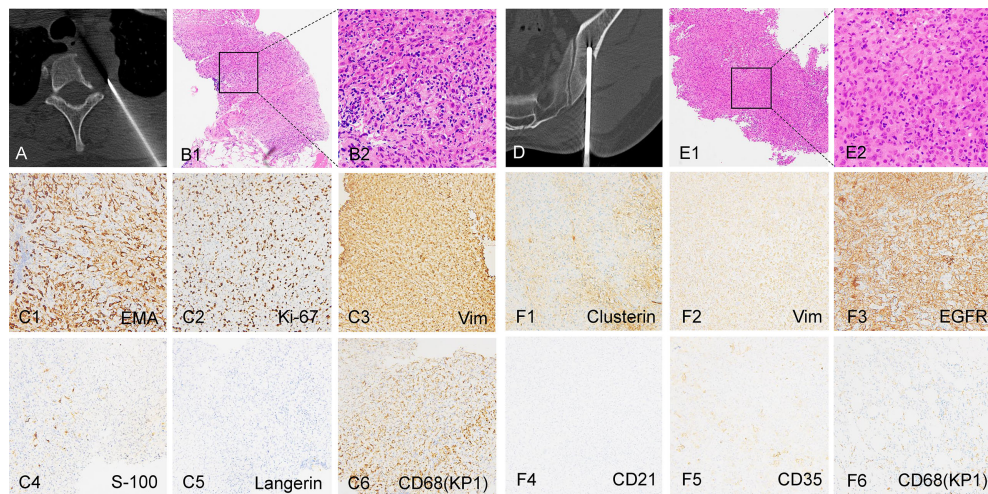 A B1 B2 D E1 E2
C1 EMA C2 Ki-67 C3 Vim F1 Clusterin F2 Vim F3 EGFR
C4 S-100 C5 Langerin C6 CD68(KP1) F4 CD21 F5 CD35 F6 CD68(KP1)